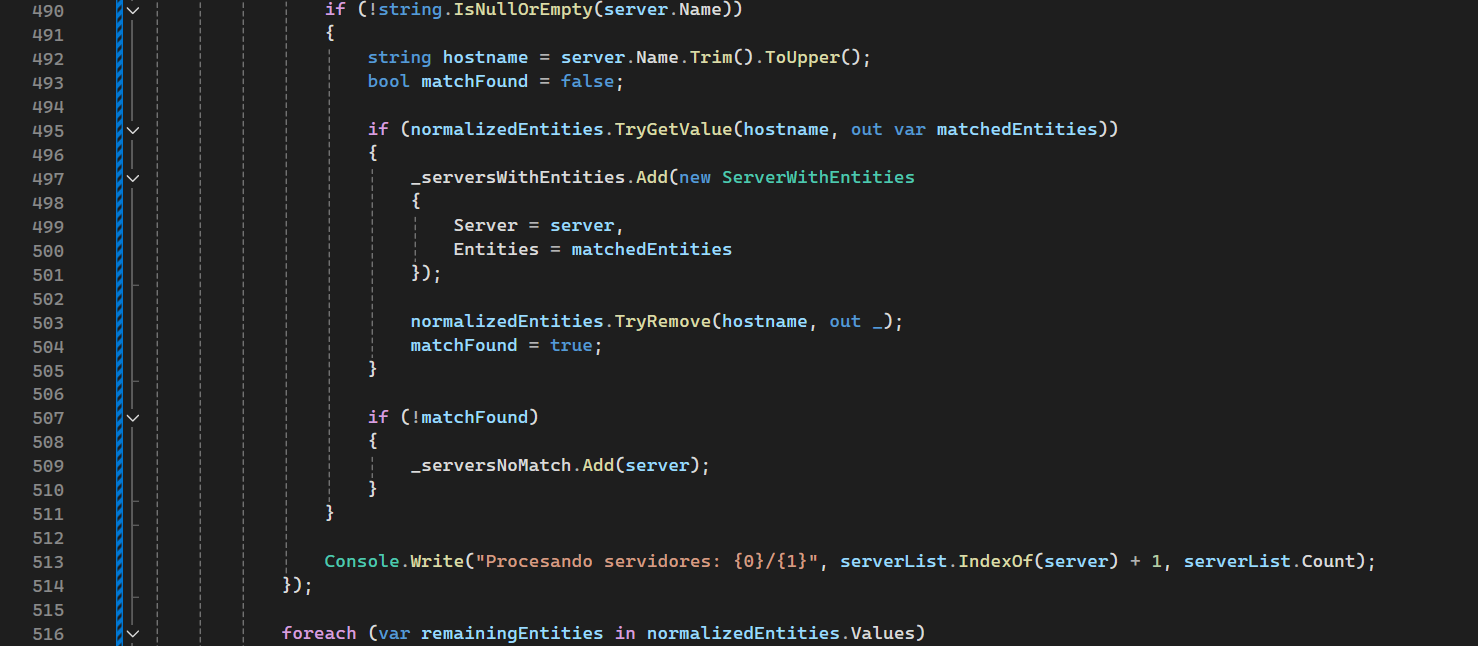 490 if (!string.IsNullOrEmpty(server.Name))
491 {
492 string hostname = server.Name.Trim().ToUpper();
493 bool matchFound = false;
494
495 if (normalizedEntities.TryGetValue(hostname, out var matchedEntities))
496 {
497 _serversWithEntities.Add(new ServerWithEntities
498 {
499 Server = server,
500 Entities = matchedEntities
501 });
502
503 normalizedEntities.TryRemove(hostname, out _);
504 matchFound = true;
505 }
506
507 if (!matchFound)
508 {
509 _serversNoMatch.Add(server);
510 }
511 }
512
513 Console.Write("Procesando servidores: {0}/{1}", serverList.IndexOf(server) + 1, serverList.Count);
514 });
515
516 foreach (var remainingEntities in normalizedEntities.Values)